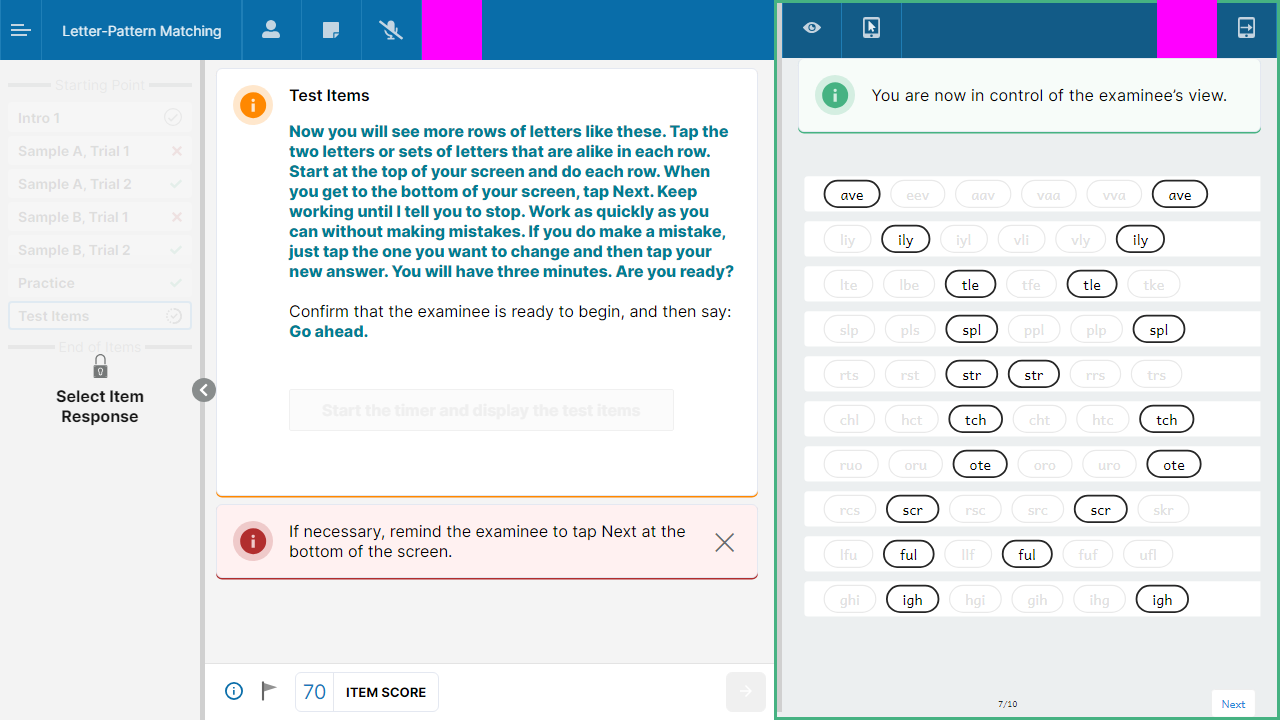 Letter-Pattern Matching
Starting Point
Intro 1
Sample A, Trial 1
Sample A, Trial 2
Sample B, Trial 1
Sample B, Trial 2
Practice
Test Items
End of Items
Select Item
Response
Test Items
Now you will see more rows of letters like these. Tap the
two letters or sets of letters that are alike in each row.
Start at the top of your screen and do each row. When
you get to the bottom of your screen, tap Next. Keep
working until I tell you to stop. Work as quickly as you
can without making mistakes. If you do make a mistake,
just tap the one you want to change and then tap your
new answer. You will have three minutes. Are you ready?
Confirm that the examinee is ready to begin, and then say:
Go ahead.
Start the timer and display the test items
If necessary, remind the examinee to tap Next at the
bottom of the screen.
70 ITEM SCORE
You are now in control of the examinee’s view.
ave eev aav vaa vva ave
liy ily iyl vli vly ily
lte lbe tle tfe tle tke
slp pls spl ppl plp spl
rts rst str str rrs trs
chl hct tch cht htc tch
ruo oru ote oro uro ote
rcs scr rsc src scr skr
lfu ful llf ful fuf ufl
ghi igh hgi gih ihg igh
7/10
Next